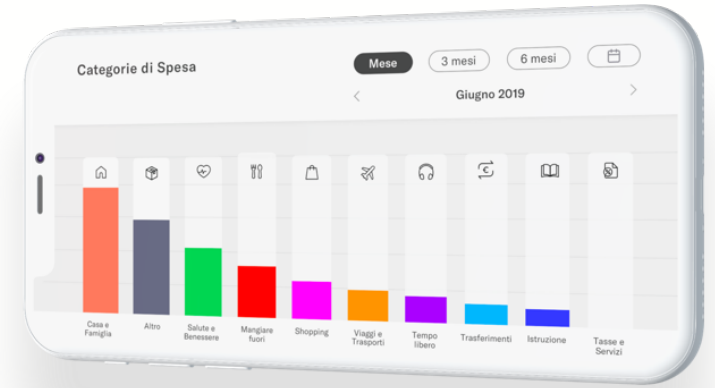 Categorie di Spesa
Mese
3 mesi
6 mesi
Giugno 2019
Casa e
Famiglia
Altro
Salute e
Benessere
Mangiare
fuori
Shopping
Viaggi e
Trasporti
Tempo
libero
Trasferimenti
Istruzione
Tasse e
Servizi